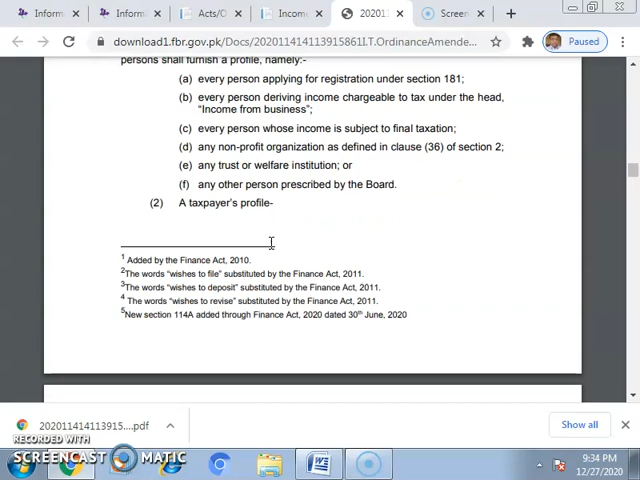 Inform
Inform
Acts/O
Income
20201
Screen
download1.fbr.gov.pk/Docs/2020114141139158611.T.OrdinanceAmende...
Paused
persons shall furnish a profile, namely:-
(a) every person applying for registration under section 181;
(b) every person deriving income chargeable to tax under the head,
“Income from business”;
(c) every person whose income is subject to final taxation;
(d) any non-profit organization as defined in clause (36) of section 2;
(e) any trust or welfare institution; or
(f) any other person prescribed by the Board.
(2) A taxpayer’s profile-
1 Added by the Finance Act, 2010.
2The words “wishes to file” substituted by the Finance Act, 2011.
3The words “wishes to deposit” substituted by the Finance Act, 2011.
4 The words “wishes to revise” substituted by the Finance Act, 2011.
5New section 114A added through Finance Act, 2020 dated 30th June, 2020
202011414113915....pdf
Show all
RECORDED WITH
SCREENCAST MATIC
9:34 PM
12/27/2020